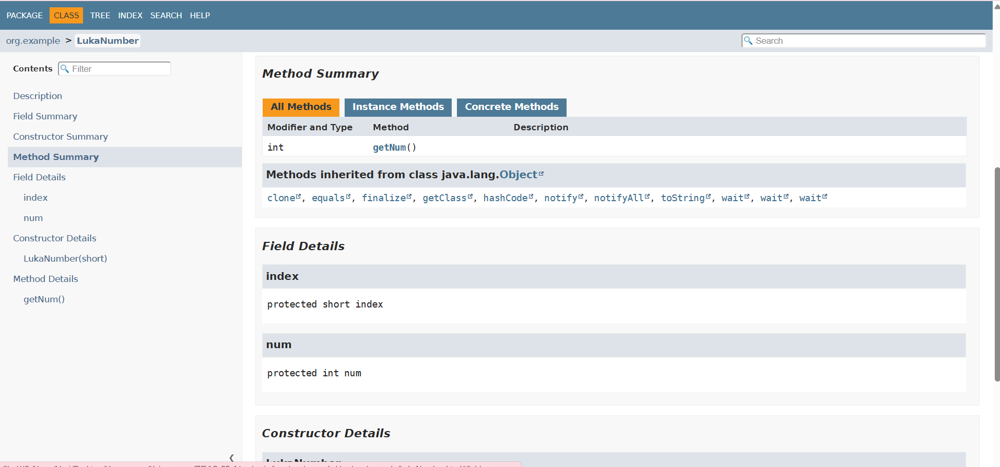 PACKAGE CLASS TREE INDEX SEARCH HELP
org.example > LukaNumber
Search
Contents
Filter
Description
Field Summary
Constructor Summary
Method Summary
Field Details
index
num
Constructor Details
LukaNumber(short)
Method Details
getNum()
Method Summary
All Methods Instance Methods Concrete Methods
Modifier and Type Method Description
int getNum()
Methods inherited from class java.lang.Object
clone, equals, finalize, getClass, hashCode, notify, notifyAll, toString, wait, wait, wait
Field Details
index
protected short index
num
protected int num
Constructor Details
LukaNumber